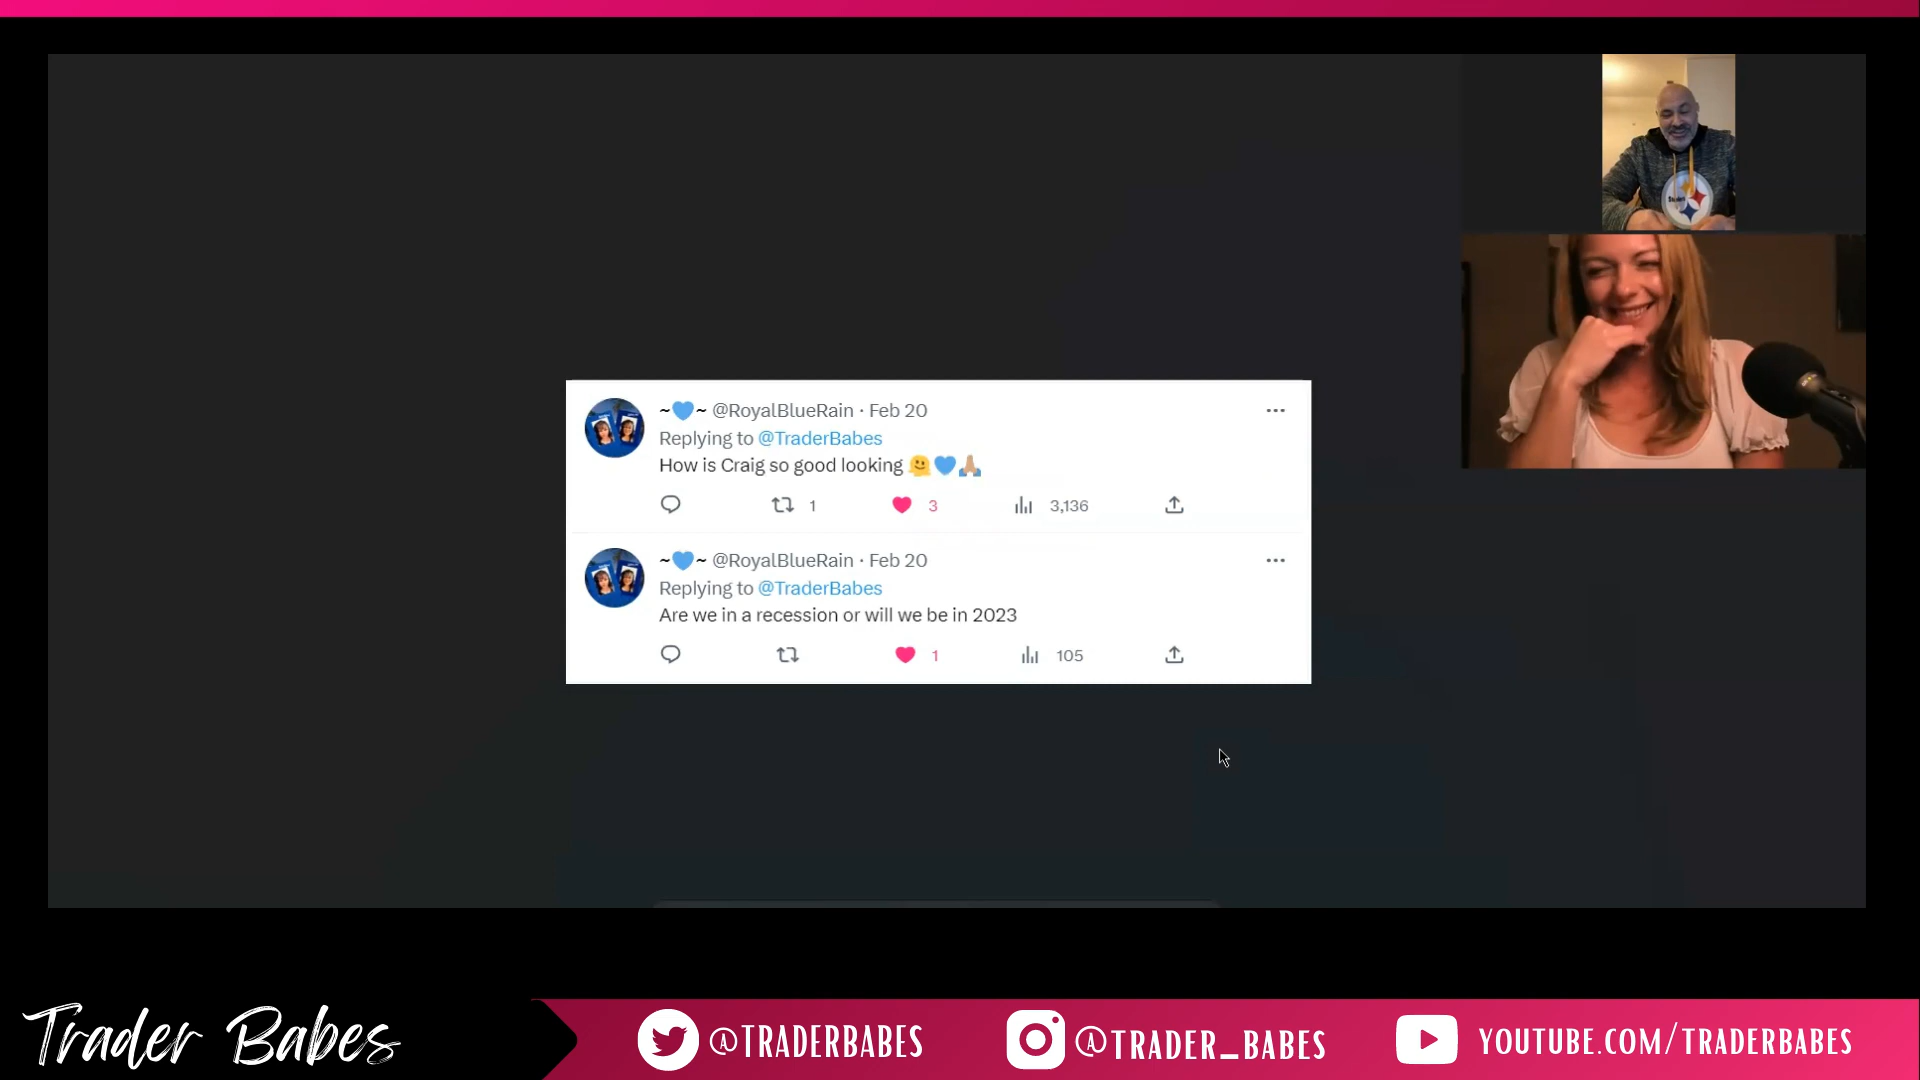 ~💙~ @RoyalBlueRain · Feb 20
Replying to @TraderBabes
How is Craig so good looking 🫠💙🙏🏽
1 3 3,136
~💙~ @RoyalBlueRain · Feb 20
Replying to @TraderBabes
Are we in a recession or will we be in 2023
1 105
Trader Babes
@TRADERBABES
@TRADER_BABES
YOUTUBE.COM/TRADERBABES